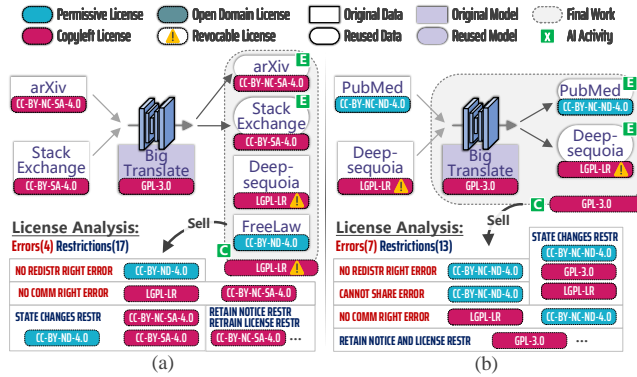 Permissive License
Open Domain License
Original Data
Original Model
Final Work
Copyleft License
! Revocable License
Reused Data
Reused Model
X AI Activity
arXiv
CC-BY-NC-SA-4.0
Stack
Exchange
CC-BY-SA-4.0
Big
Translate
GPL-3.0
E
arXiv
CC-BY-NC-SA-4.0
E
Stack
Exchange
CC-BY-SA-4.0
Deep-
sequoia
LGPL-LR !
FreeLaw
CC-BY-ND-4.0
C
LGPL-LR !
Sell
License Analysis:
Errors(4) Restrictions(17)
NO REDISTR RIGHT ERROR CC-BY-ND-4.0
NO COMM RIGHT ERROR LGPL-LR CC-BY-NC-SA-4.0
STATE CHANGES RESTR CC-BY-NC-SA-4.0
CC-BY-ND-4.0 CC-BY-SA-4.0
RETAIN NOTICE RESTR
RETRAIN LICENSE RESTR
CC-BY-NC-SA-4.0 ...
(a)
PubMed
CC-BY-NC-ND-4.0
Deep-
sequoia
LGPL-LR !
Big
Translate
GPL-3.0
E
PubMed
CC-BY-NC-ND-4.0
E
Deep-
sequoia
LGPL-LR !
C GPL-3.0
Sell
License Analysis:
Errors(7) Restrictions(13)
NO REDISTR RIGHT ERROR CC-BY-NC-ND-4.0
CANNOT SHARE ERROR CC-BY-NC-ND-4.0
NO COMM RIGHT ERROR LGPL-LR CC-BY-NC-ND-4.0
STATE CHANGES RESTR
CC-BY-NC-ND-4.0
GPL-3.0
LGPL-LR
RETAIN NOTICE AND LICENSE RESTR GPL-3.0 ...
(b)